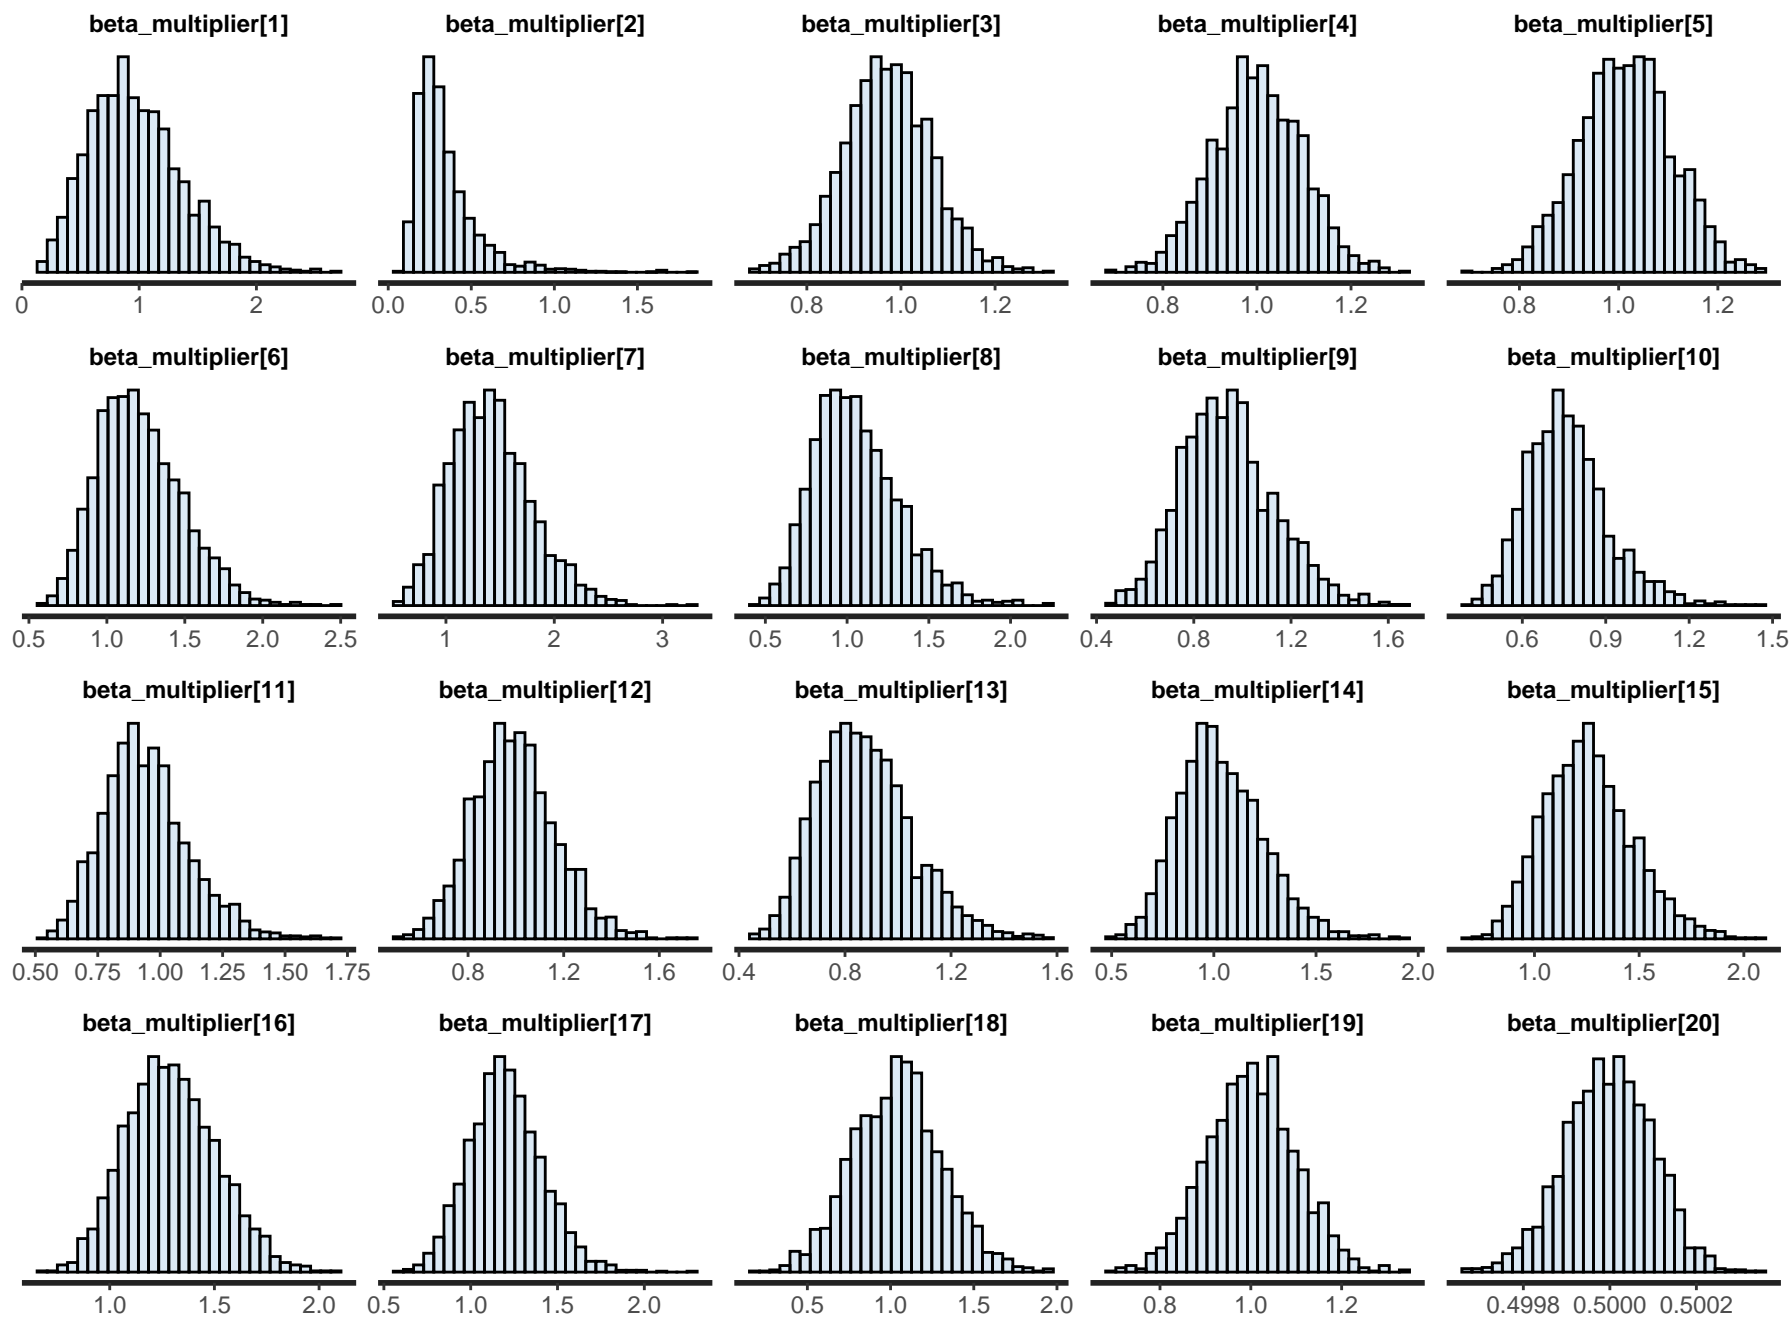 beta_multiplier[1] beta_multiplier[2] beta_multiplier[3] beta_multiplier[4] beta_multiplier[5]
0 1 2 0.0 0.5 1.0 1.5 0.8 1.0 1.2 0.8 1.0 1.2 0.8 1.0 1.2
beta_multiplier[6] beta_multiplier[7] beta_multiplier[8] beta_multiplier[9] beta_multiplier[10]
0.5 1.0 1.5 2.0 2.5 1 2 3 0.5 1.0 1.5 2.0 0.4 0.8 1.2 1.6 0.6 0.9 1.2 1.5
beta_multiplier[11] beta_multiplier[12] beta_multiplier[13] beta_multiplier[14] beta_multiplier[15]
0.50 0.75 1.00 1.25 1.50 1.75 0.8 1.2 1.6 0.4 0.8 1.2 1.6 0.5 1.0 1.5 2.0 1.0 1.5 2.0
beta_multiplier[16] beta_multiplier[17] beta_multiplier[18] beta_multiplier[19] beta_multiplier[20]
1.0 1.5 2.0 0.5 1.0 1.5 2.0 0.5 1.0 1.5 2.0 0.8 1.0 1.2 0.4998 0.5000 0.5002